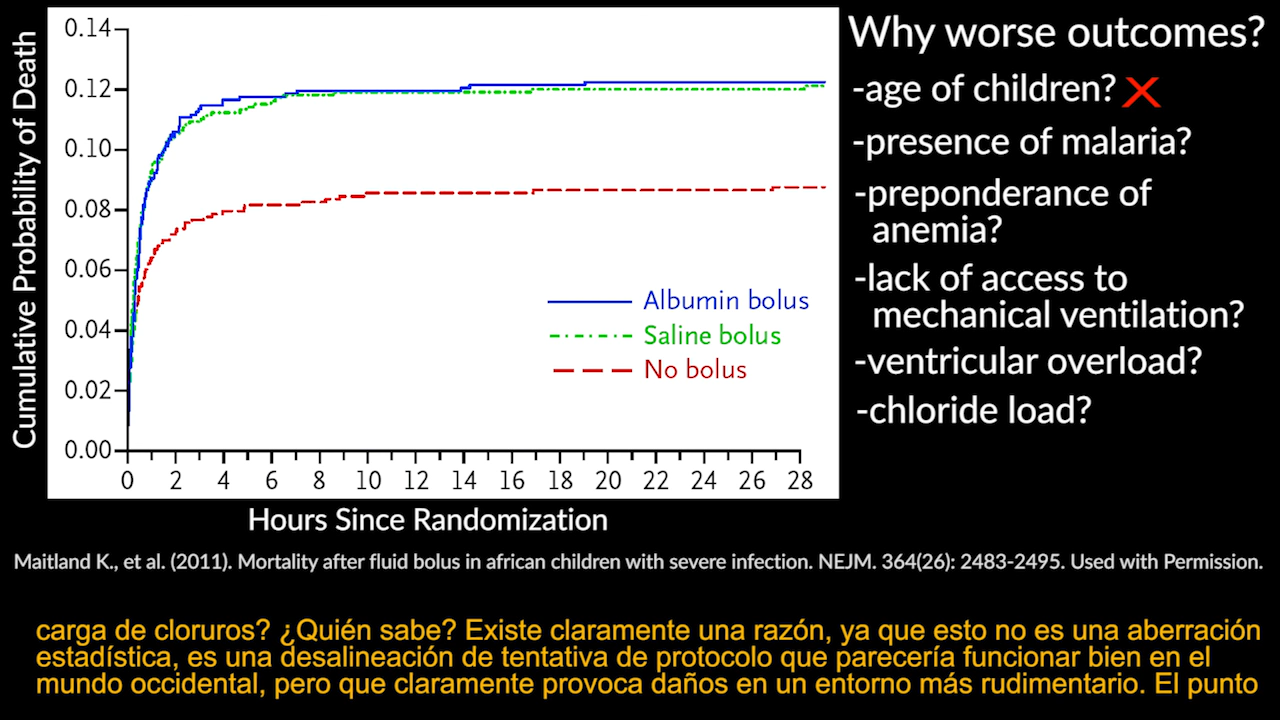 0.14
0.12
0.10
0.08
0.06
0.04
0.02
0.00
Cumulative Probability of Death
0 2 4 6 8 10 12 14 16 18 20 22 24 26 28
Hours Since Randomization
Albumin bolus
Saline bolus
No bolus
Why worse outcomes?
-age of children?
-presence of malaria?
-preponderance of
anemia?
-lack of access to
mechanical ventilation?
-ventricular overload?
-chloride load?
Maitland K., et al. (2011). Mortality after fluid bolus in african children with severe infection. NEJM. 364(26): 2483-2495. Used with Permission.
carga de cloruros? ¿Quién sabe? Existe claramente una razón, ya que esto no es una aberración
estadística, es una desalineación de tentativa de protocolo que parecería funcionar bien en el
mundo occidental, pero que claramente provoca daños en un entorno más rudimentario. El punto